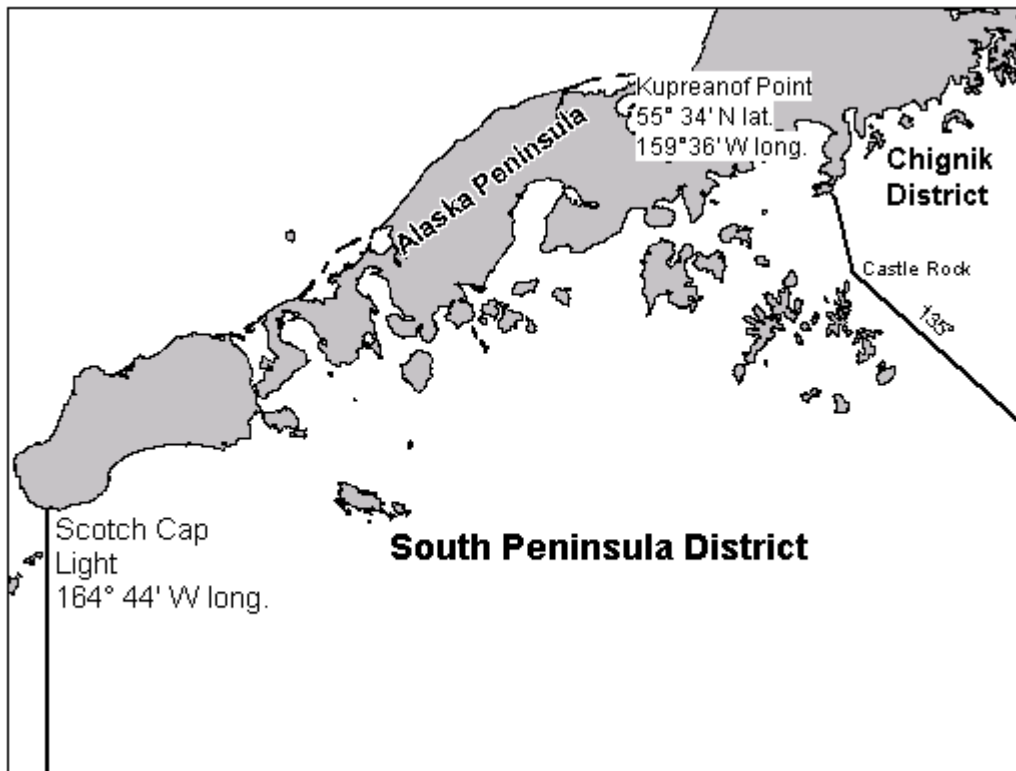 Kupreanof Point
55° 34' N lat.
159°36' W long.
Alaska Peninsula
Chignik
District
Castle Rock
135°
South Peninsula District
Scotch Cap
Light
164° 44' W long.